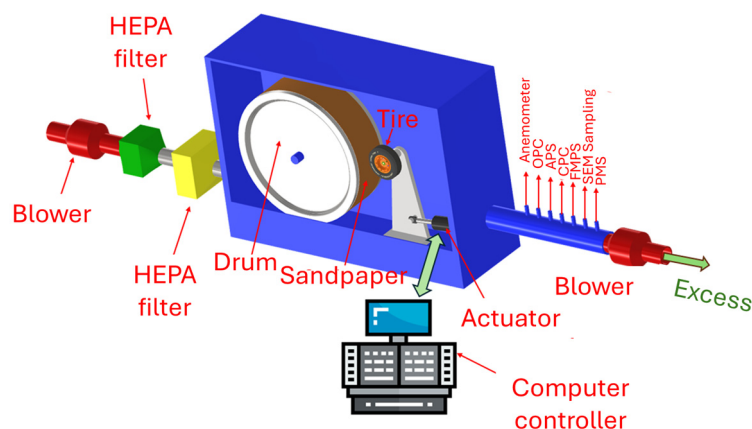 HEPA
filter
Blower
HEPA
filter
Drum
Sandpaper
Tire
Actuator
Computer
controller
Anemometer
OPC
APS
CPC
FMPS
SEM Sampling
PMS
Blower
Excess